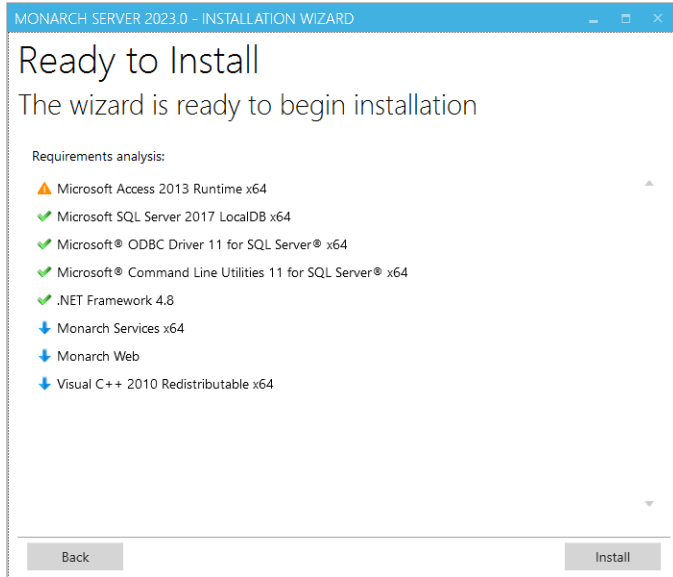 MONARCH SERVER 2023.0 - INSTALLATION WIZARD
Ready to Install
The wizard is ready to begin installation
Requirements analysis:
Microsoft Access 2013 Runtime x64
Microsoft SQL Server 2017 LocalDB x64
Microsoft® ODBC Driver 11 for SQL Server® x64
Microsoft® Command Line Utilities 11 for SQL Server® x64
.NET Framework 4.8
Monarch Services x64
Monarch Web
Visual C++ 2010 Redistributable x64
Back
Install